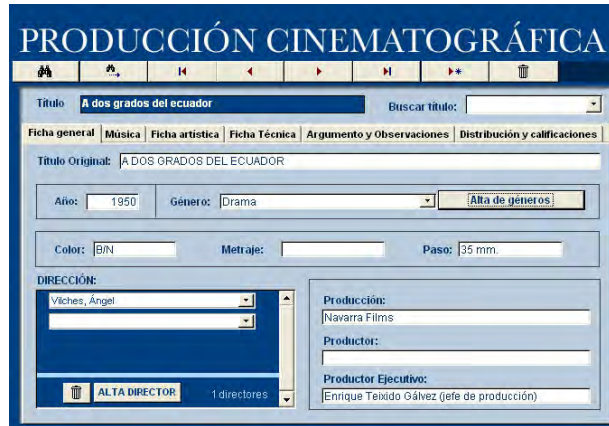 PRODUCCIÓN CINEMATOGRÁFICA
Título A dos grados del ecuador Buscar título:
Ficha general Música Ficha artística Ficha Técnica Argumento y Observaciones Distribución y calificaciones
Título Original: A DOS GRADOS DEL ECUADOR
Año: 1950 Género: Drama Alta de géneros
Color: B/N Metraje: Paso: 35 mm.
DIRECCIÓN:
Vilches, Ángel
ALTA DIRECTOR 1 directores
Producción:
Navarra Films
Productor:
Productor Ejecutivo:
Enrique Teixido Gálvez (jefe de producción)